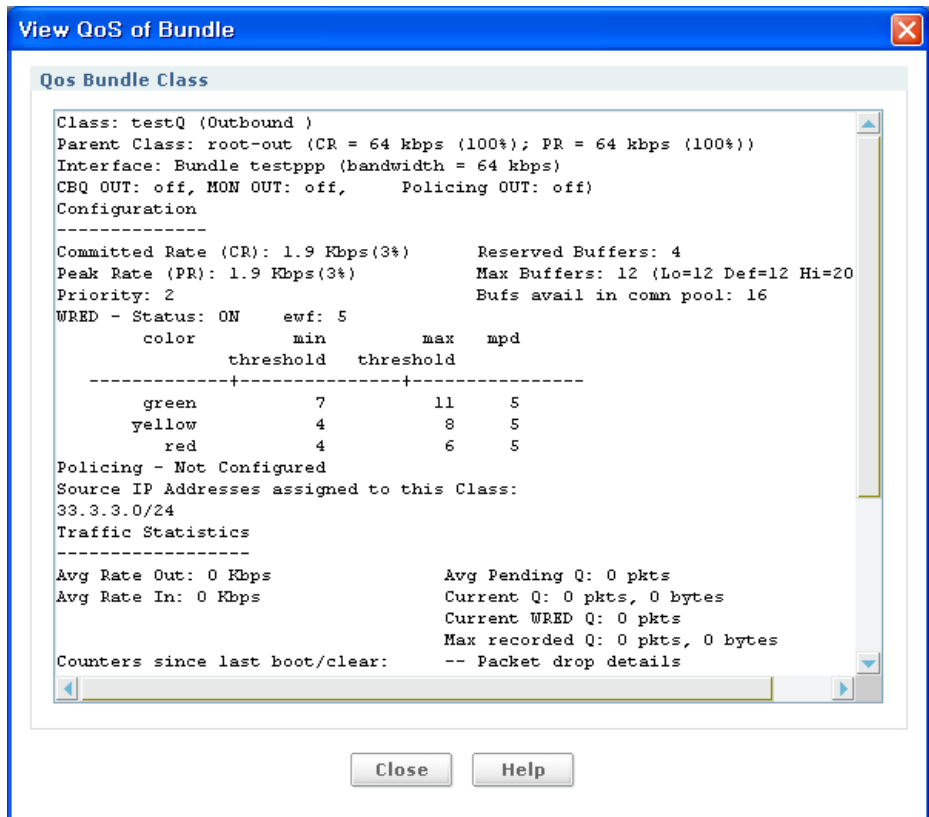 View QoS of Bundle
Qos Bundle Class
Class: testQ (Outbound )
Parent Class: root-out (CR = 64 kbps (100%); PR = 64 kbps (100%))
Interface: Bundle testppp (bandwidth = 64 kbps)
CBQ OUT: off, MON OUT: off,     Policing OUT: off)
Configuration
--------------
Committed Rate (CR): 1.9 Kbps(3%)       Reserved Buffers: 4
Peak Rate (PR): 1.9 Kbps(3%)            Max Buffers: 12 (Lo=12 Def=12 Hi=20
Priority: 2                             Bufs avail in comn pool: 16
WRED - Status: ON    ewf: 5
color          min          max    mpd
threshold   threshold
-------------+---------------+----------------
green           7          11     5
yellow          4           8     5
red             4           6     5
Policing - Not Configured
Source IP Addresses assigned to this Class:
33.3.3.0/24
Traffic Statistics
------------------
Avg Rate Out: 0 Kbps                 Avg Pending Q: 0 pkts
Avg Rate In: 0 Kbps                  Current Q: 0 pkts, 0 bytes
Current WRED Q: 0 pkts
Max recorded Q: 0 pkts, 0 bytes
Counters since last boot/clear:      -- Packet drop details
Close
Help